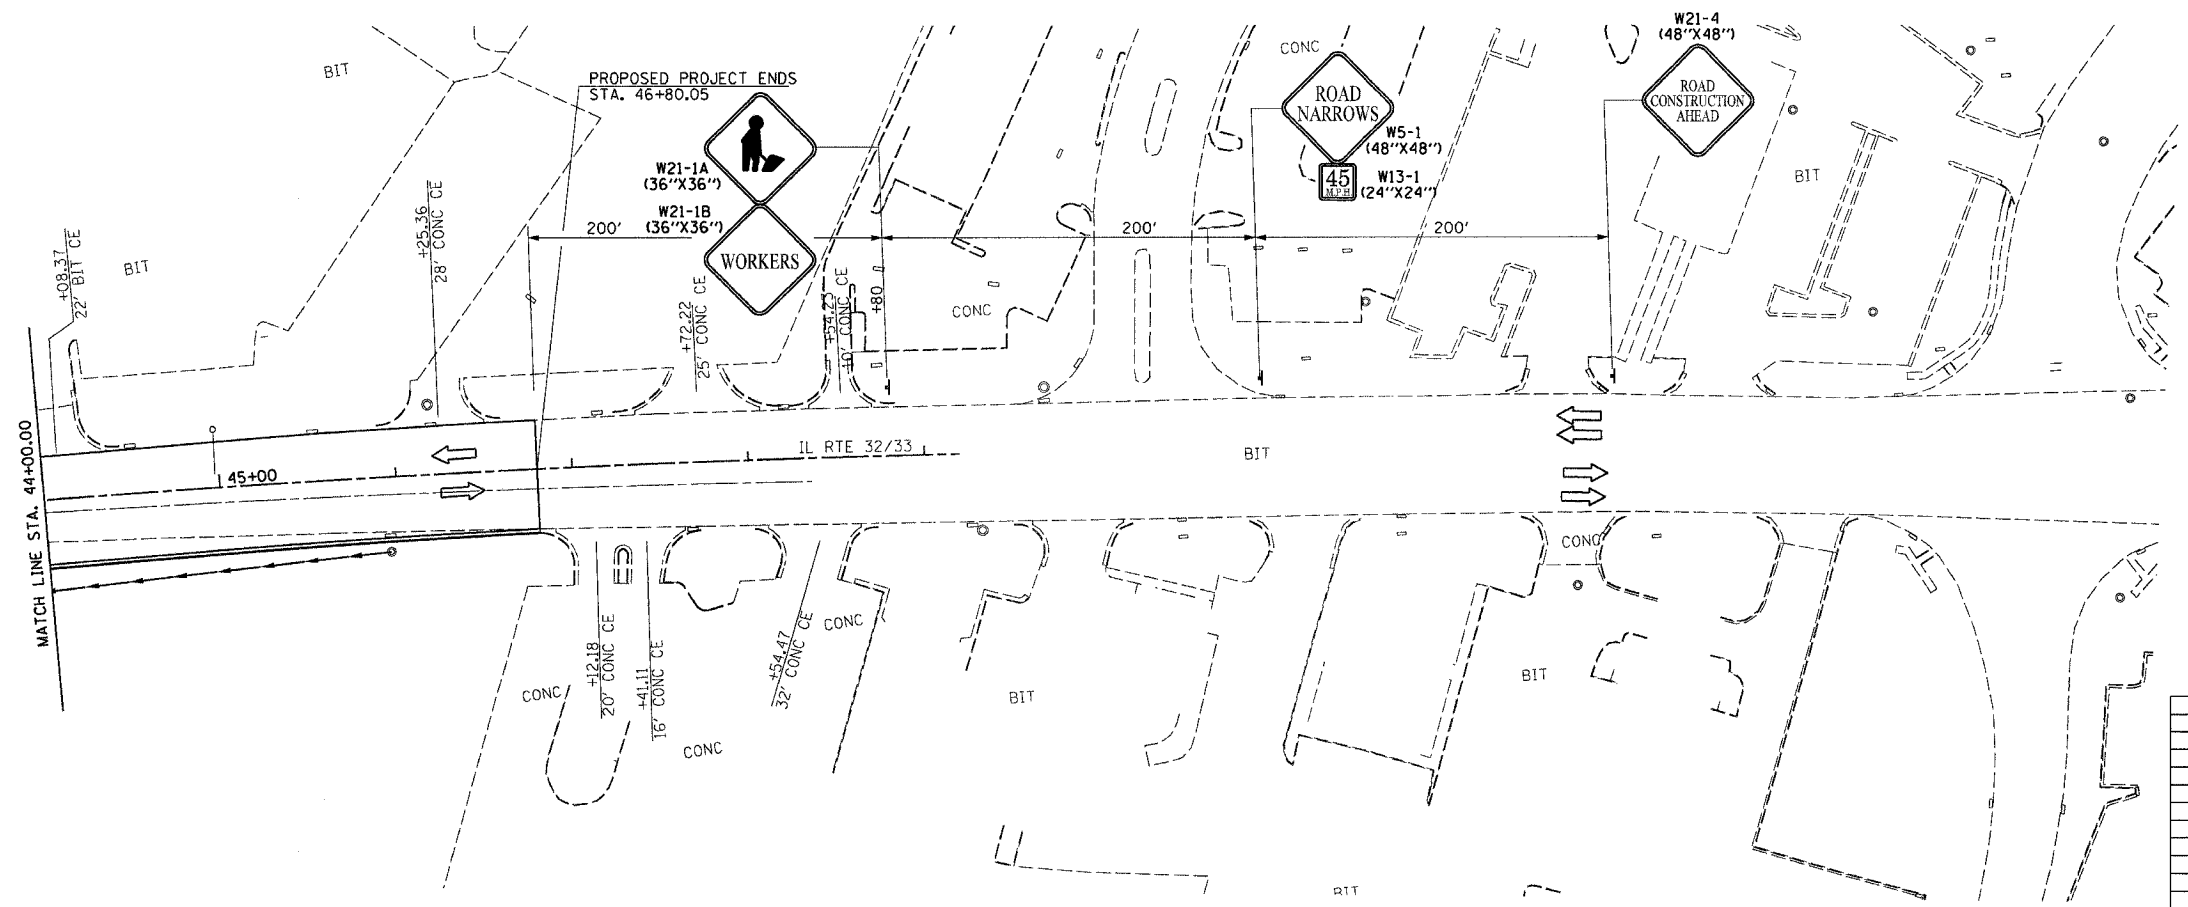 BIT
PROPOSED PROJECT ENDS
STA. 46+80.05
CONC
W21-4
(48"X48")
ROAD
CONSTRUCTION
AHEAD
ROAD
NARROWS
W5-1
(48"X48")
45
M.P.H.
W13-1
(24"X24")
W21-1A
(36"X36")
W21-1B
(36"X36")
WORKERS
200'
200'
200'
BIT
BIT
+08.37
22' BIT CE
+25.36
28' CONC CE
+72.22
25' CONC CE
+54.23
10' CONC CE
+80
CONC
MATCH LINE STA. 44+00.00
45+00
IL RTE 32/33
BIT
CONC
+12.18
20' CONC CE
+41.11
16' CONC CE
+54.47
32' CONC CE
CONC
CONC
CONC
BIT
BIT
BIT